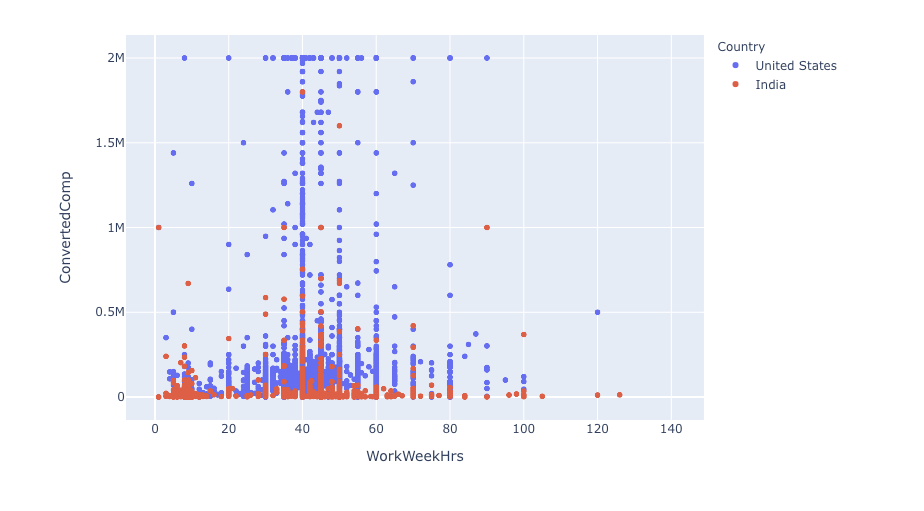 Country
United States
India
2M
1.5M
1M
0.5M
0
ConvertedComp
0 20 40 60 80 100 120 140
WorkWeekHrs